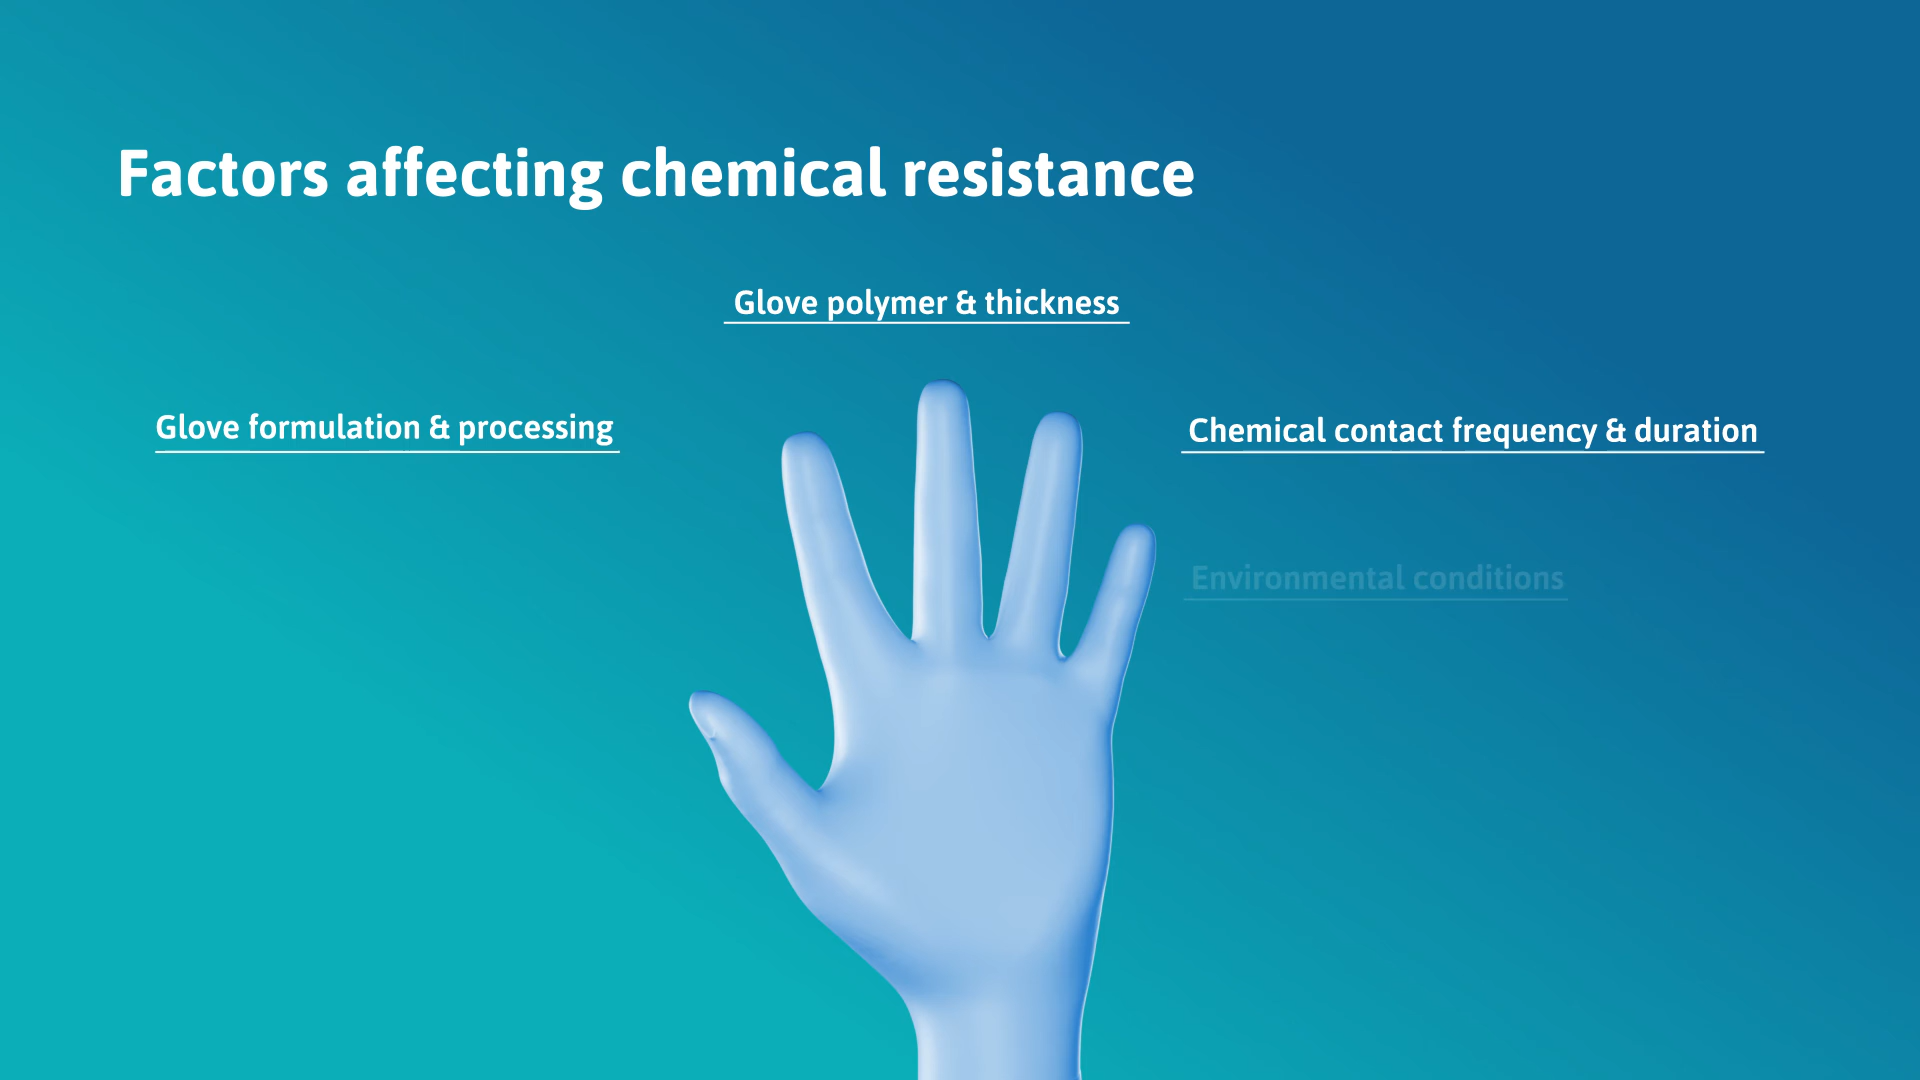 Factors affecting chemical resistance
Glove polymer & thickness
Glove formulation & processing
Chemical contact frequency & duration
Environmental conditions